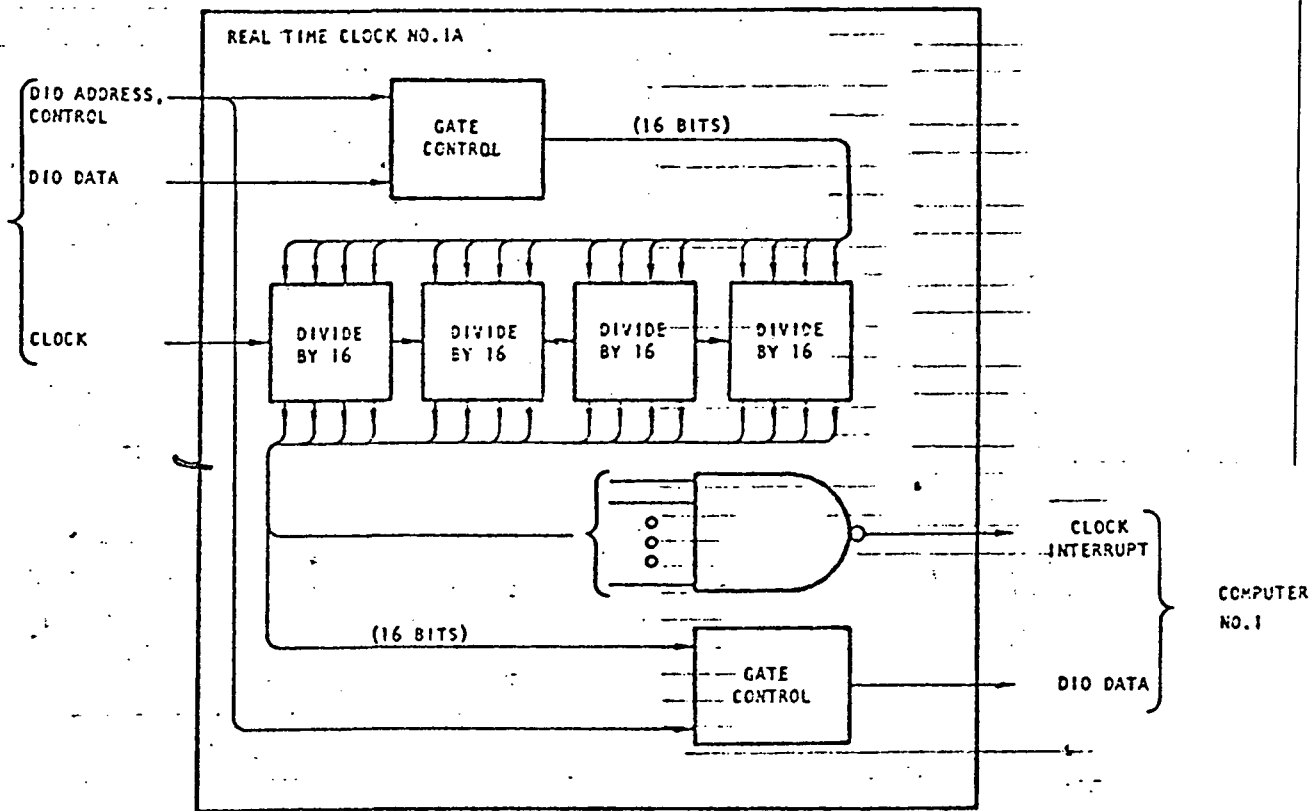 REAL TIME CLOCK NO.1A
DIO ADDRESS,
CONTROL
DIO DATA
CLOCK
GATE
CONTROL
(16 BITS)
DIVIDE
BY 16
DIVIDE
BY 16
DIVIDE
BY 16
DIVIDE
BY 16
CLOCK
INTERRUPT
(16 BITS)
GATE
CONTROL
DIO DATA
COMPUTER
NO.1